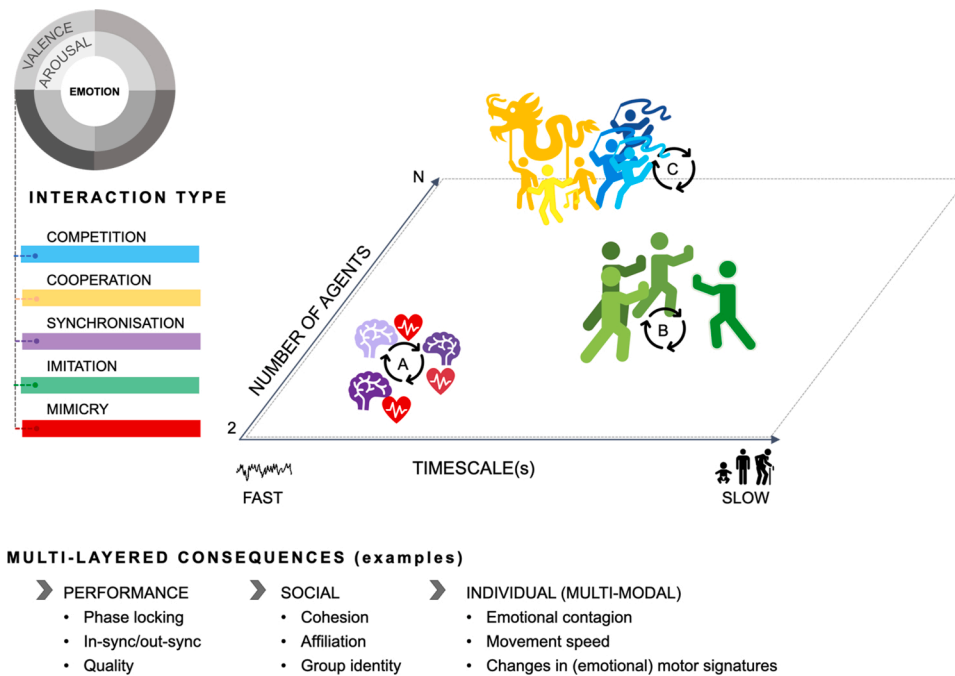 VALENCE
AROUSAL
EMOTION
INTERACTION TYPE
COMPETITION
COOPERATION
SYNCHRONISATION
IMITATION
MIMICRY
N
NUMBER OF AGENTS
2
A
B
C
TIMESCALE(s)
FAST
SLOW
MULTI-LAYERED CONSEQUENCES (examples)
PERFORMANCE
• Phase locking
• In-sync/out-sync
• Quality
SOCIAL
• Cohesion
• Affiliation
• Group identity
INDIVIDUAL (MULTI-MODAL)
• Emotional contagion
• Movement speed
• Changes in (emotional) motor signatures